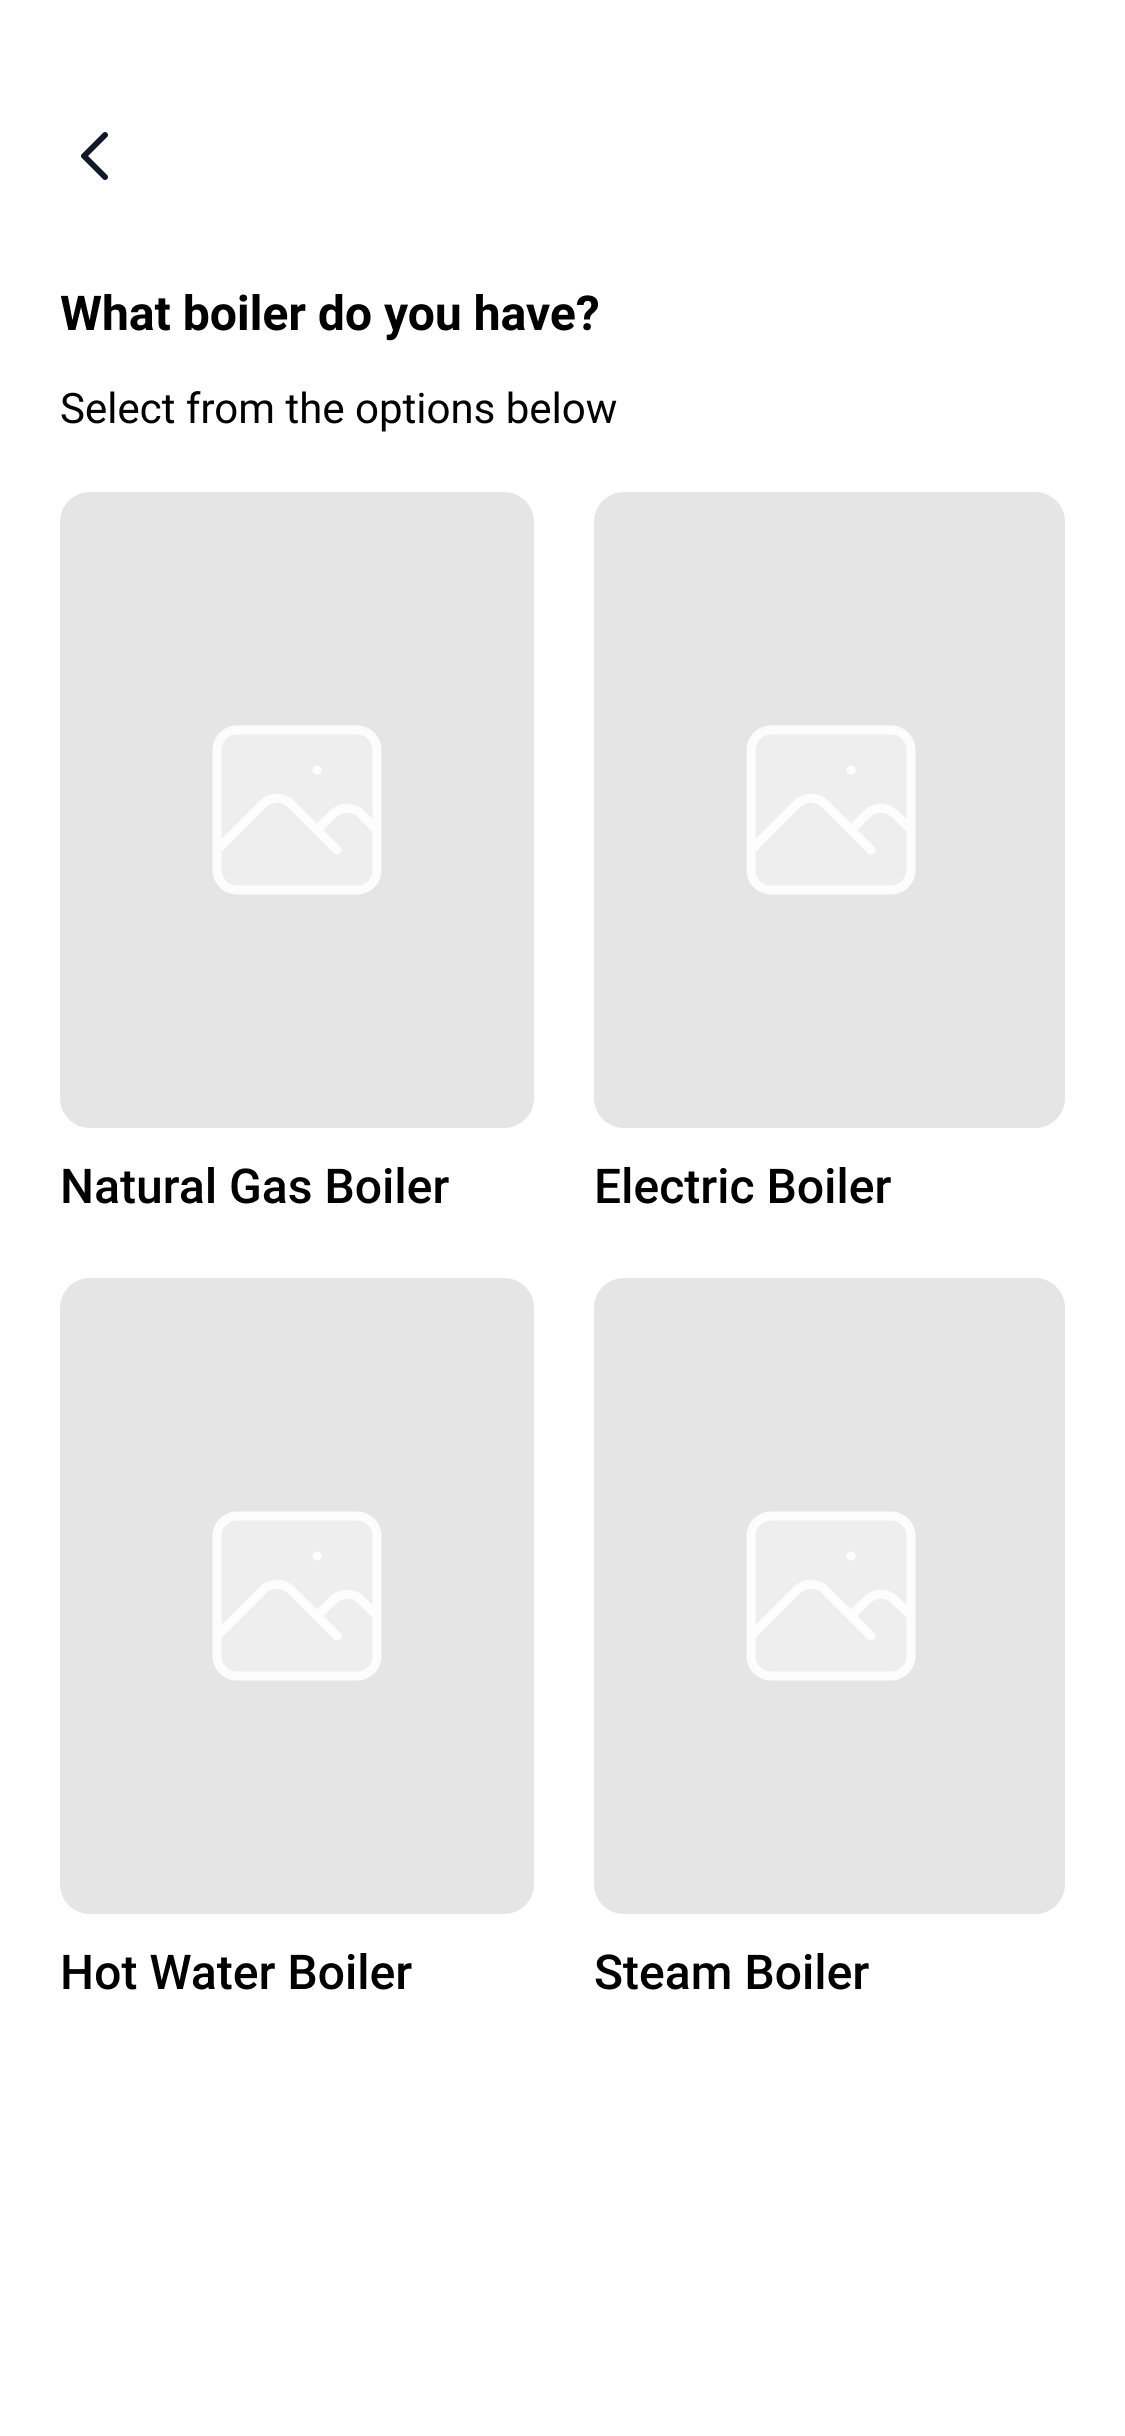 What boiler do you have?
Select from the options below
Natural Gas Boiler
Electric Boiler
Hot Water Boiler
Steam Boiler